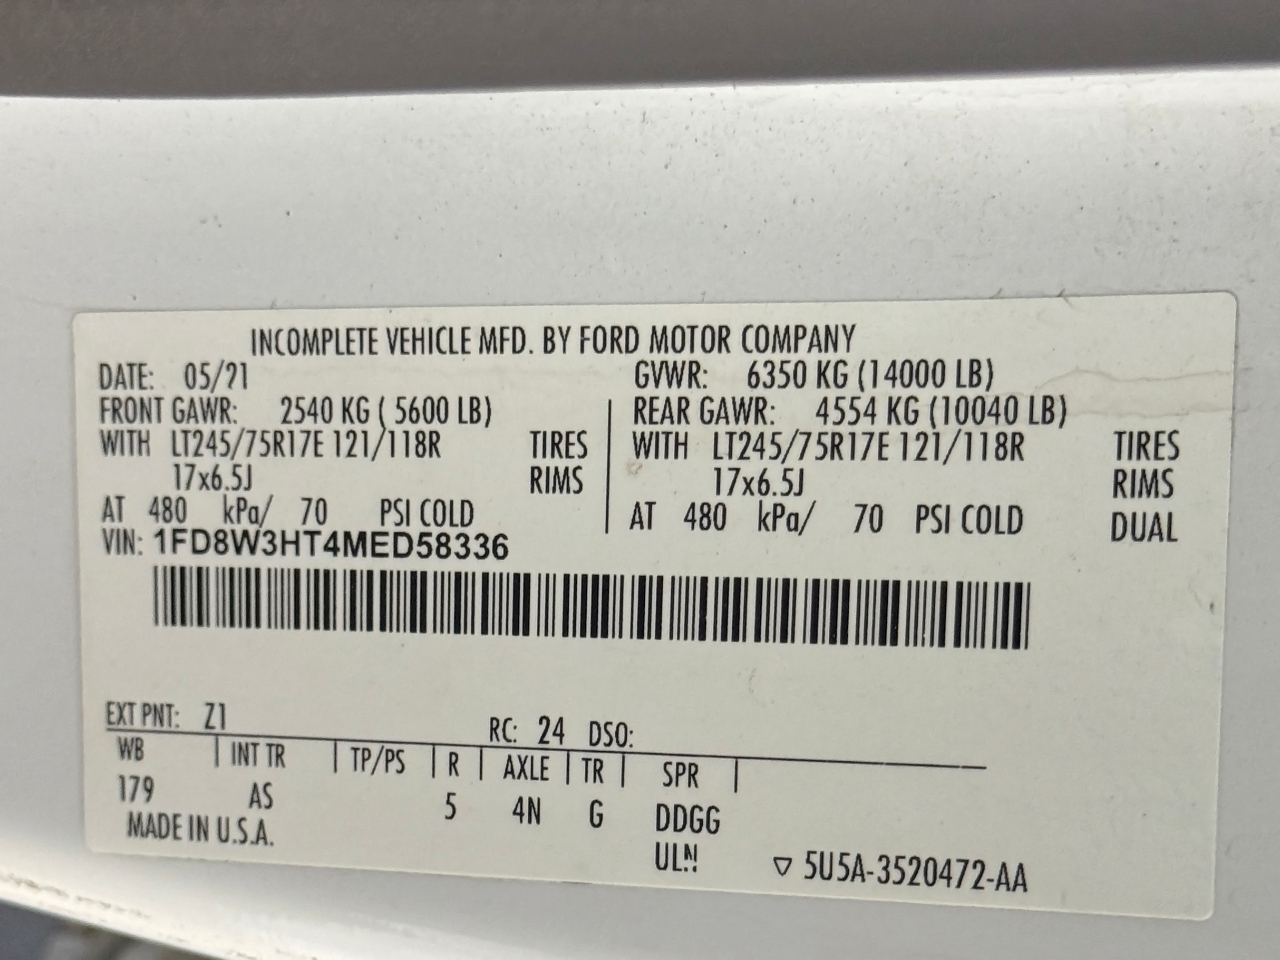 INCOMPLETE VEHICLE MFD. BY FORD MOTOR COMPANY
DATE: 05/21 GVWR: 6350 KG (14000 LB)
FRONT GAWR: 2540 KG ( 5600 LB) REAR GAWR: 4554 KG (10040 LB)
WITH LT245/75R17E 121/118R TIRES WITH LT245/75R17E 121/118R TIRES
17x6.5J RIMS 17x6.5J RIMS
AT 480 kPa/ 70 PSI COLD AT 480 kPa/ 70 PSI COLD DUAL
VIN: 1FD8W3HT4MED58336
EXT PNT: Z1 RC: 24 DSO:
WB INT TR TP/PS R AXLE TR SPR
179 AS 5 4N G DDGG
MADE IN U.S.A. ULN
▽ 5U5A-3520472-AA